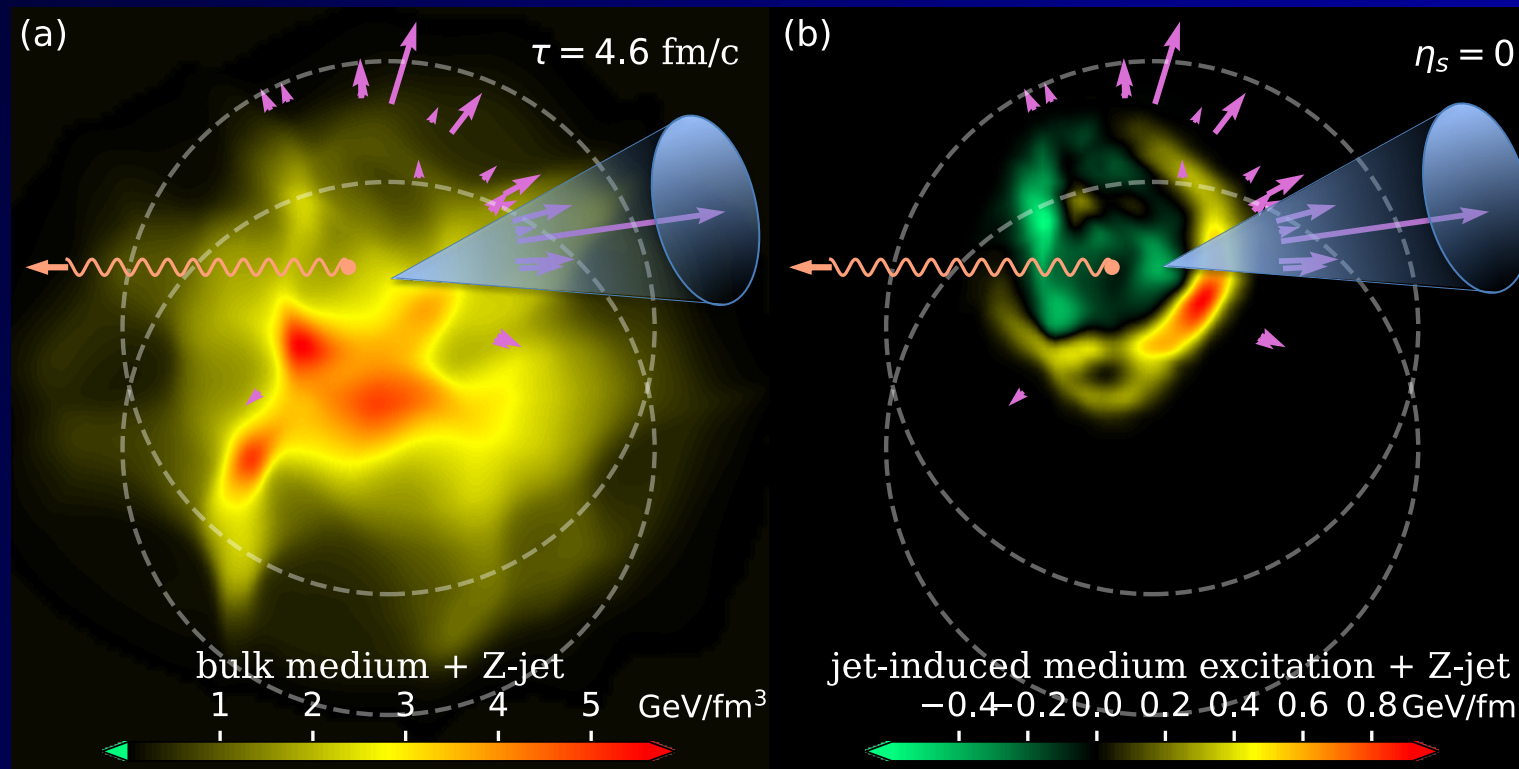 (a)
τ = 4.6 fm/c
bulk medium + Z-jet
1 2 3 4 5 GeV/fm³
(b)
ηₛ = 0
jet-induced medium excitation + Z-jet
−0.4 −0.2 0.0 0.2 0.4 0.6 0.8 GeV/fm